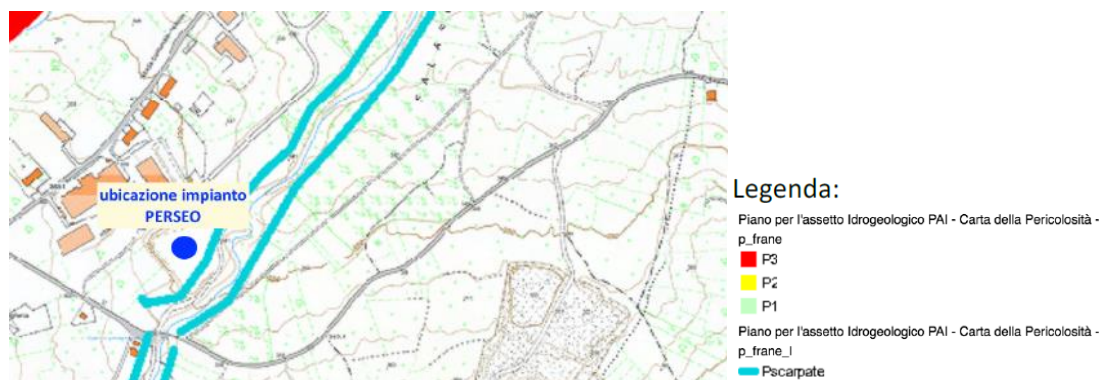 ubicazione impianto
PERSEO
Legenda:
Piano per l'assetto Idrogeologico PAI - Carta della Pericolosità -
p_frane
P3
P2
P1
Piano per l'assetto Idrogeologico PAI - Carta della Pericolosità -
p_frane_l
Pscarpate